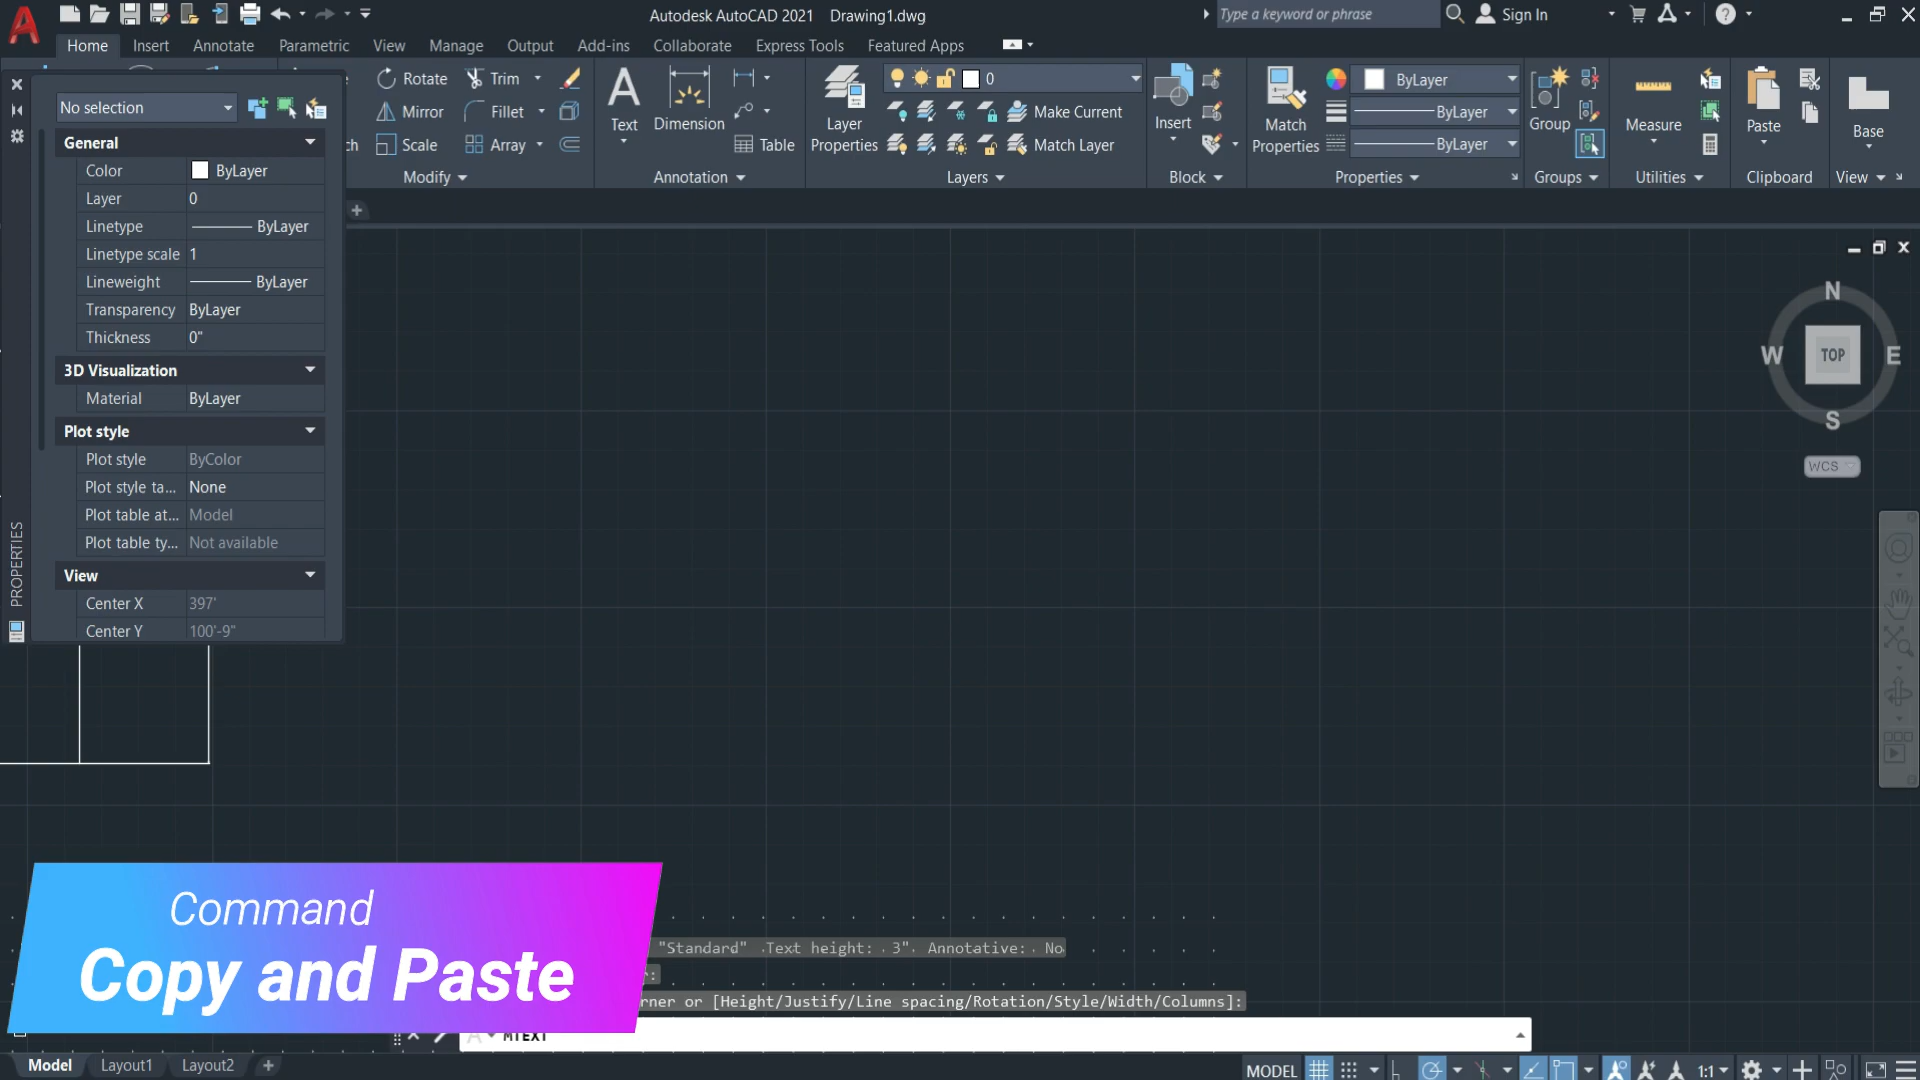 Autodesk AutoCAD 2021 Drawing1.dwg
Type a keyword or phrase
Sign In
Home Insert Annotate Parametric View Manage Output Add-ins Collaborate Express Tools Featured Apps
Rotate Trim
Mirror Fillet
Scale Array
Modify
Text
Dimension
Table
Annotation
Layer
Properties
0
Make Current
Match Layer
Layers
Insert
Block
Match
Properties
ByLayer
ByLayer
ByLayer
Properties
Group
Groups
Measure
Utilities
Paste
Clipboard
Base
View
No selection
General
Color ByLayer
Layer 0
Linetype ByLayer
Linetype scale 1
Lineweight ByLayer
Transparency ByLayer
Thickness 0"
3D Visualization
Material ByLayer
Plot style
Plot style ByColor
Plot style ta... None
Plot table at... Model
Plot table ty... Not available
View
Center X 397'
Center Y 100'-9"
PROPERTIES
N
W TOP E
S
WCS
Command
Copy and Paste
"Standard" Text height: 3" Annotative: No
r:
rner or [Height/Justify/Line spacing/Rotation/Style/Width/Columns]:
MTEXT
Model Layout1 Layout2
MODEL 1:1